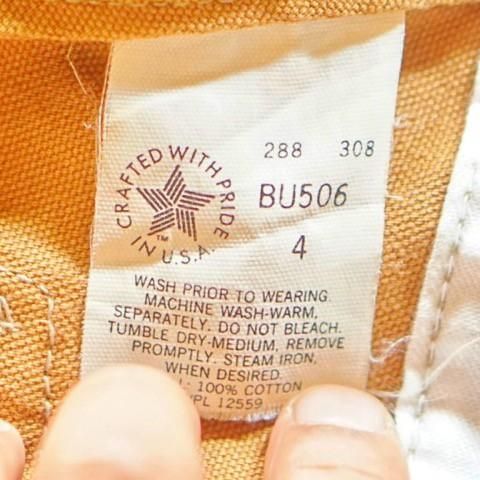 CRAFTED WITH PRIDE
IN U.S.A.
™
288 308
BU506
4
WASH PRIOR TO WEARING.
MACHINE WASH-WARM,
SEPARATELY. DO NOT BLEACH.
TUMBLE DRY-MEDIUM, REMOVE
PROMPTLY. STEAM IRON,
WHEN DESIRED.
100% COTTON
12559